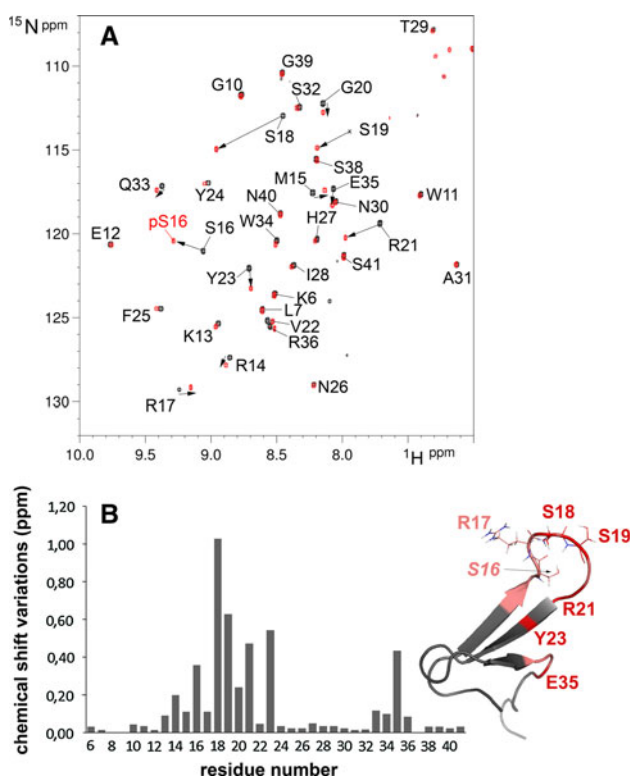 ¹⁵N ppm
A
T29
G39
G10
S32
G20
S18
S19
S38
Q33
Y24
M15
E35
W11
N40
N30
pS16
S16
W34
H27
R21
E12
S41
Y23
I28
A31
K6
F25
L7
V22
K13
R36
R14
R17
N26
110
115
120
125
130
10.0 9.5 9.0 8.5 8.0
¹H ppm
B
chemical shift variations (ppm)
1,20
1,00
0,80
0,60
0,40
0,20
0,00
6 8 10 12 14 16 18 20 22 24 26 28 30 32 34 36 38 40
residue number
R17
S18
S19
S16
R21
Y23
E35